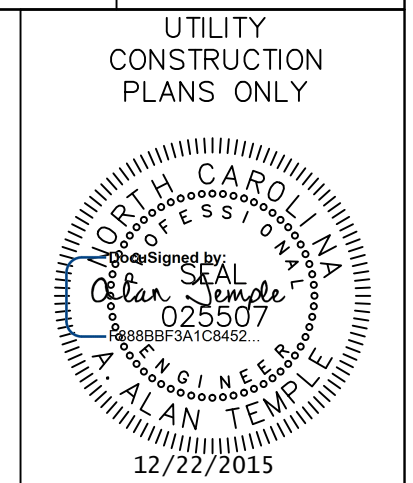 UTILITY
CONSTRUCTION
PLANS ONLY
NORTH CAROLINA
PROFESSIONAL
DocuSigned by:
SEAL
Alan Temple
025507
F888BBF3A1C8452...
ENGINEER
A. ALAN TEMPLE
12/22/2015